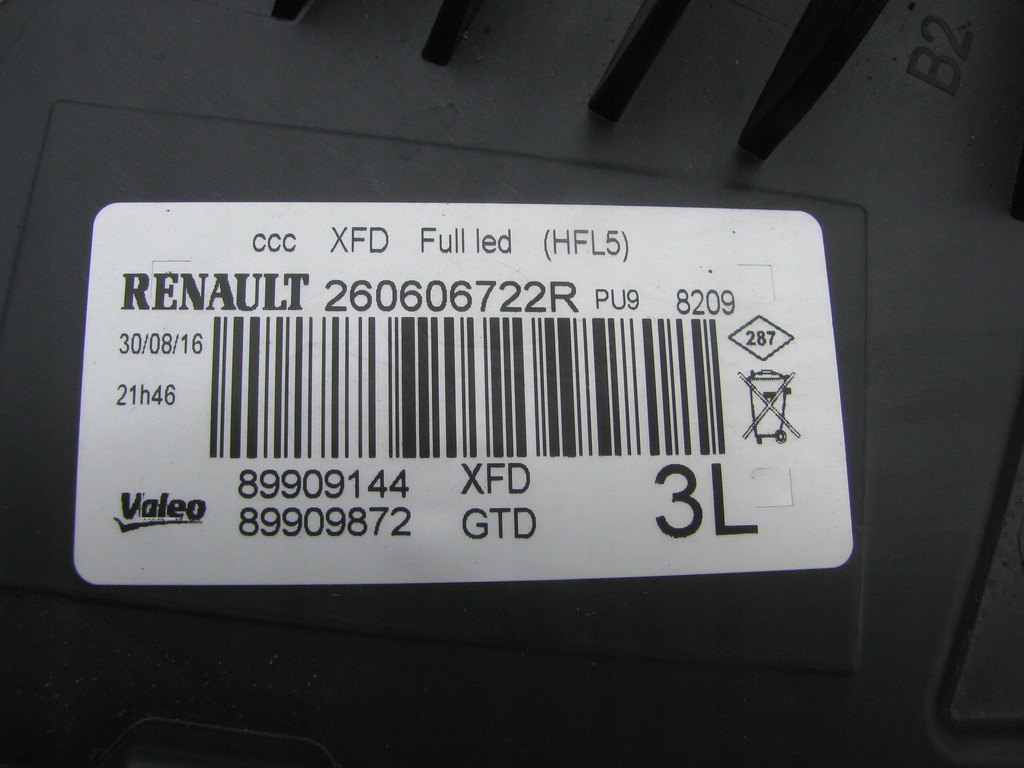 B2
ccc XFD Full led (HFL5)
RENAULT 260606722R PU9 8209
30/08/16
287
21h46
89909144 XFD 3L
Valeo
89909872 GTD